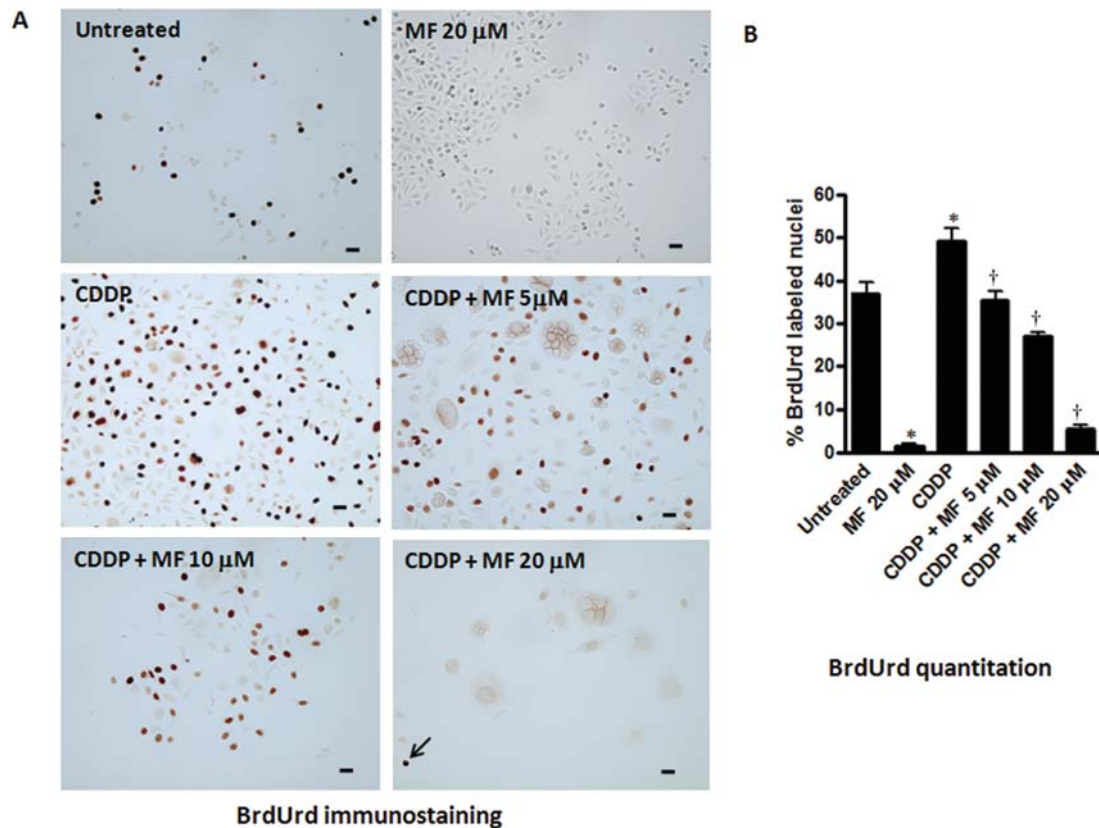 A
Untreated
MF 20 μM
B
CDDP
CDDP + MF 5μM
CDDP + MF 10 μM
CDDP + MF 20 μM
BrdUrd immunostaining
% BrdUrd labeled nuclei
60
50
40
30
20
10
0
*
*
†
†
†
Untreated
MF 20 μM
CDDP
CDDP + MF 5 μM
CDDP + MF 10 μM
CDDP + MF 20 μM
BrdUrd quantitation